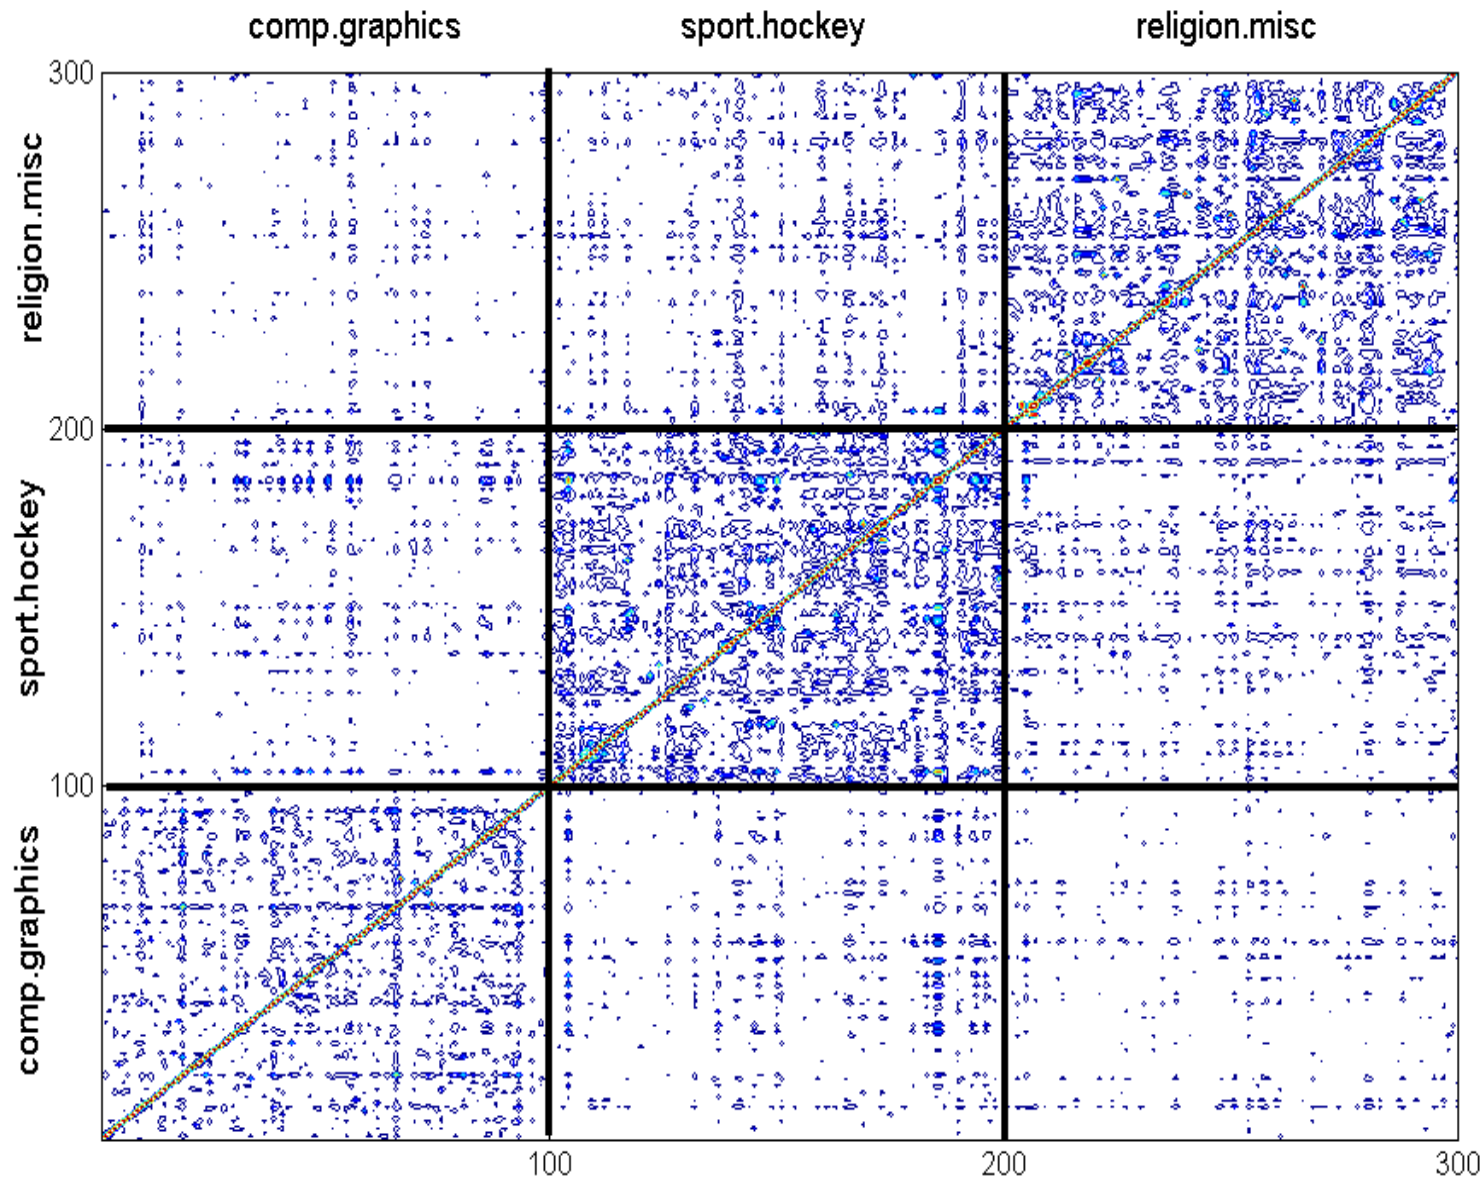 comp.graphics sport.hockey religion.misc
300
religion.misc
200
sport.hockey
100
comp.graphics
100 200 300